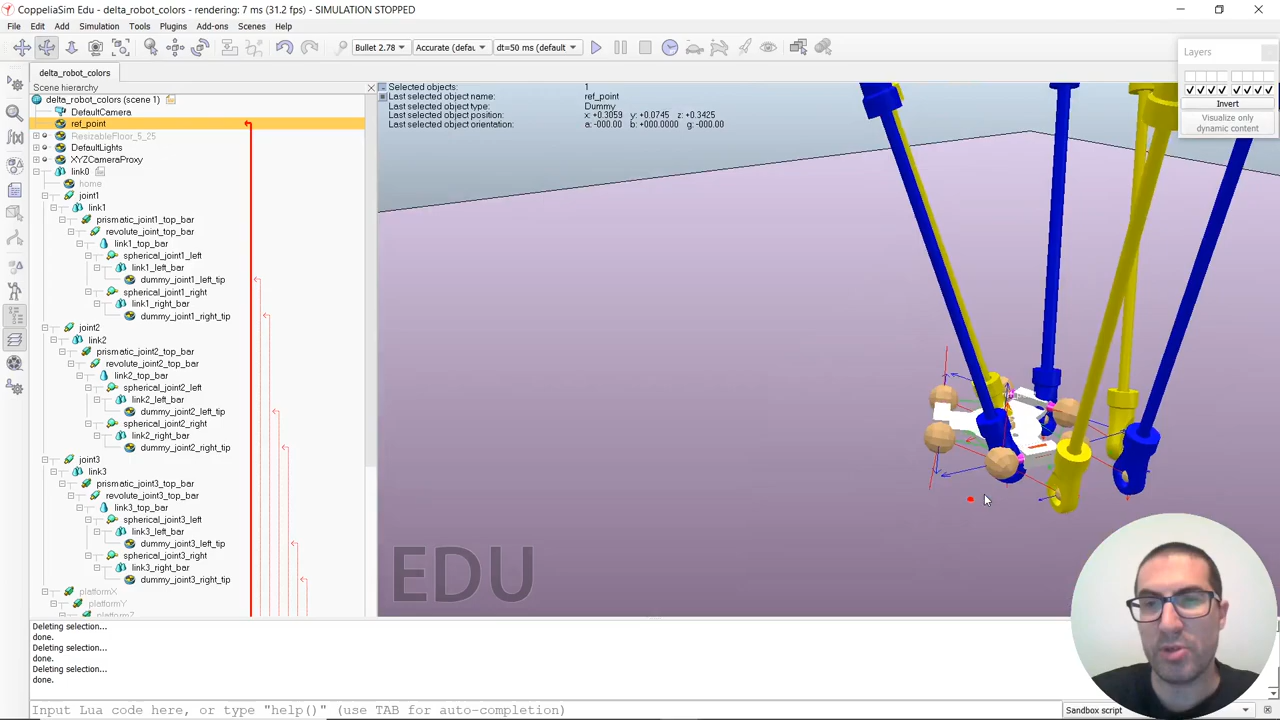 CoppeliaSim Edu - delta_robot_colors - rendering: 7 ms (31.2 fps) - SIMULATION STOPPED
File Edit Add Simulation Tools Plugins Add-ons Scenes Help
Bullet 2.78 Accurate (defau dt=50 ms (default
delta_robot_colors
Scene hierarchy
delta_robot_colors (scene 1)
DefaultCamera
ref_point
ResizableFloor_5_25
DefaultLights
XYZCameraProxy
link0
home
joint1
link1
prismatic_joint1_top_bar
revolute_joint_top_bar
link1_top_bar
spherical_joint1_left
link1_left_bar
dummy_joint1_left_tip
spherical_joint1_right
link1_right_bar
dummy_joint1_right_tip
joint2
link2
prismatic_joint2_top_bar
revolute_joint2_top_bar
link2_top_bar
spherical_joint2_left
link2_left_bar
dummy_joint2_left_tip
spherical_joint2_right
link2_right_bar
dummy_joint2_right_tip
joint3
link3
prismatic_joint3_top_bar
revolute_joint3_top_bar
link3_top_bar
spherical_joint3_left
link3_left_bar
dummy_joint3_left_tip
spherical_joint3_right
link3_right_bar
dummy_joint3_right_tip
platformX
platformY
platformZ
Selected objects: 1
Last selected object name: ref_point
Last selected object type: Dummy
Last selected object position: x: +0.3059 y: +0.0745 z: +0.3425
Last selected object orientation: a: -000.00 b: +000.0000 g: -000.00
Layers
Invert
Visualize only
dynamic content
EDU
Deleting selection...
done.
Deleting selection...
done.
Deleting selection...
done.
Input Lua code here, or type "help()" (use TAB for auto-completion)
Sandbox script